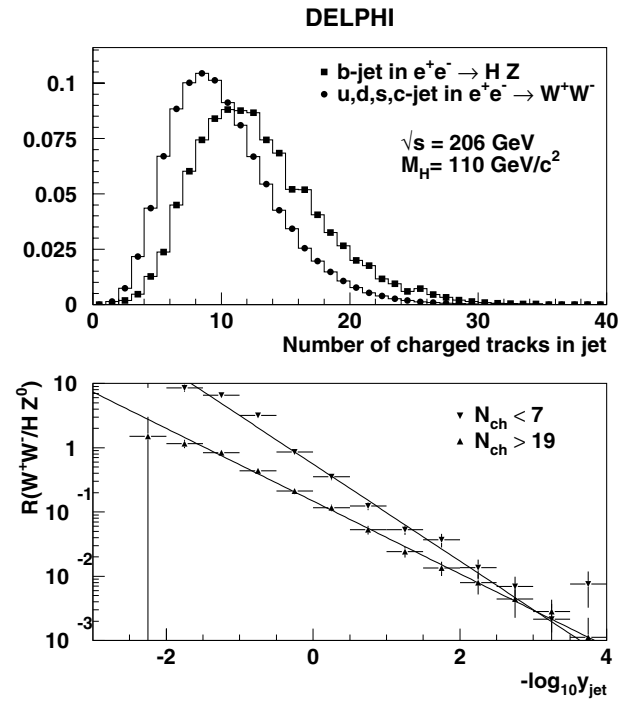 DELPHI
0.1
0.075
0.05
0.025
0
■ b-jet in e⁺e⁻ → H Z
● u,d,s,c-jet in e⁺e⁻ → W⁺W⁻
√s = 206 GeV
M_H= 110 GeV/c²
0 10 20 30 40
Number of charged tracks in jet
R(W⁺W⁻/H Z⁰)
10
1
10⁻¹
10⁻²
10⁻³
▼ N_ch < 7
▲ N_ch > 19
-2 0 2 4
-log₁₀y_jet